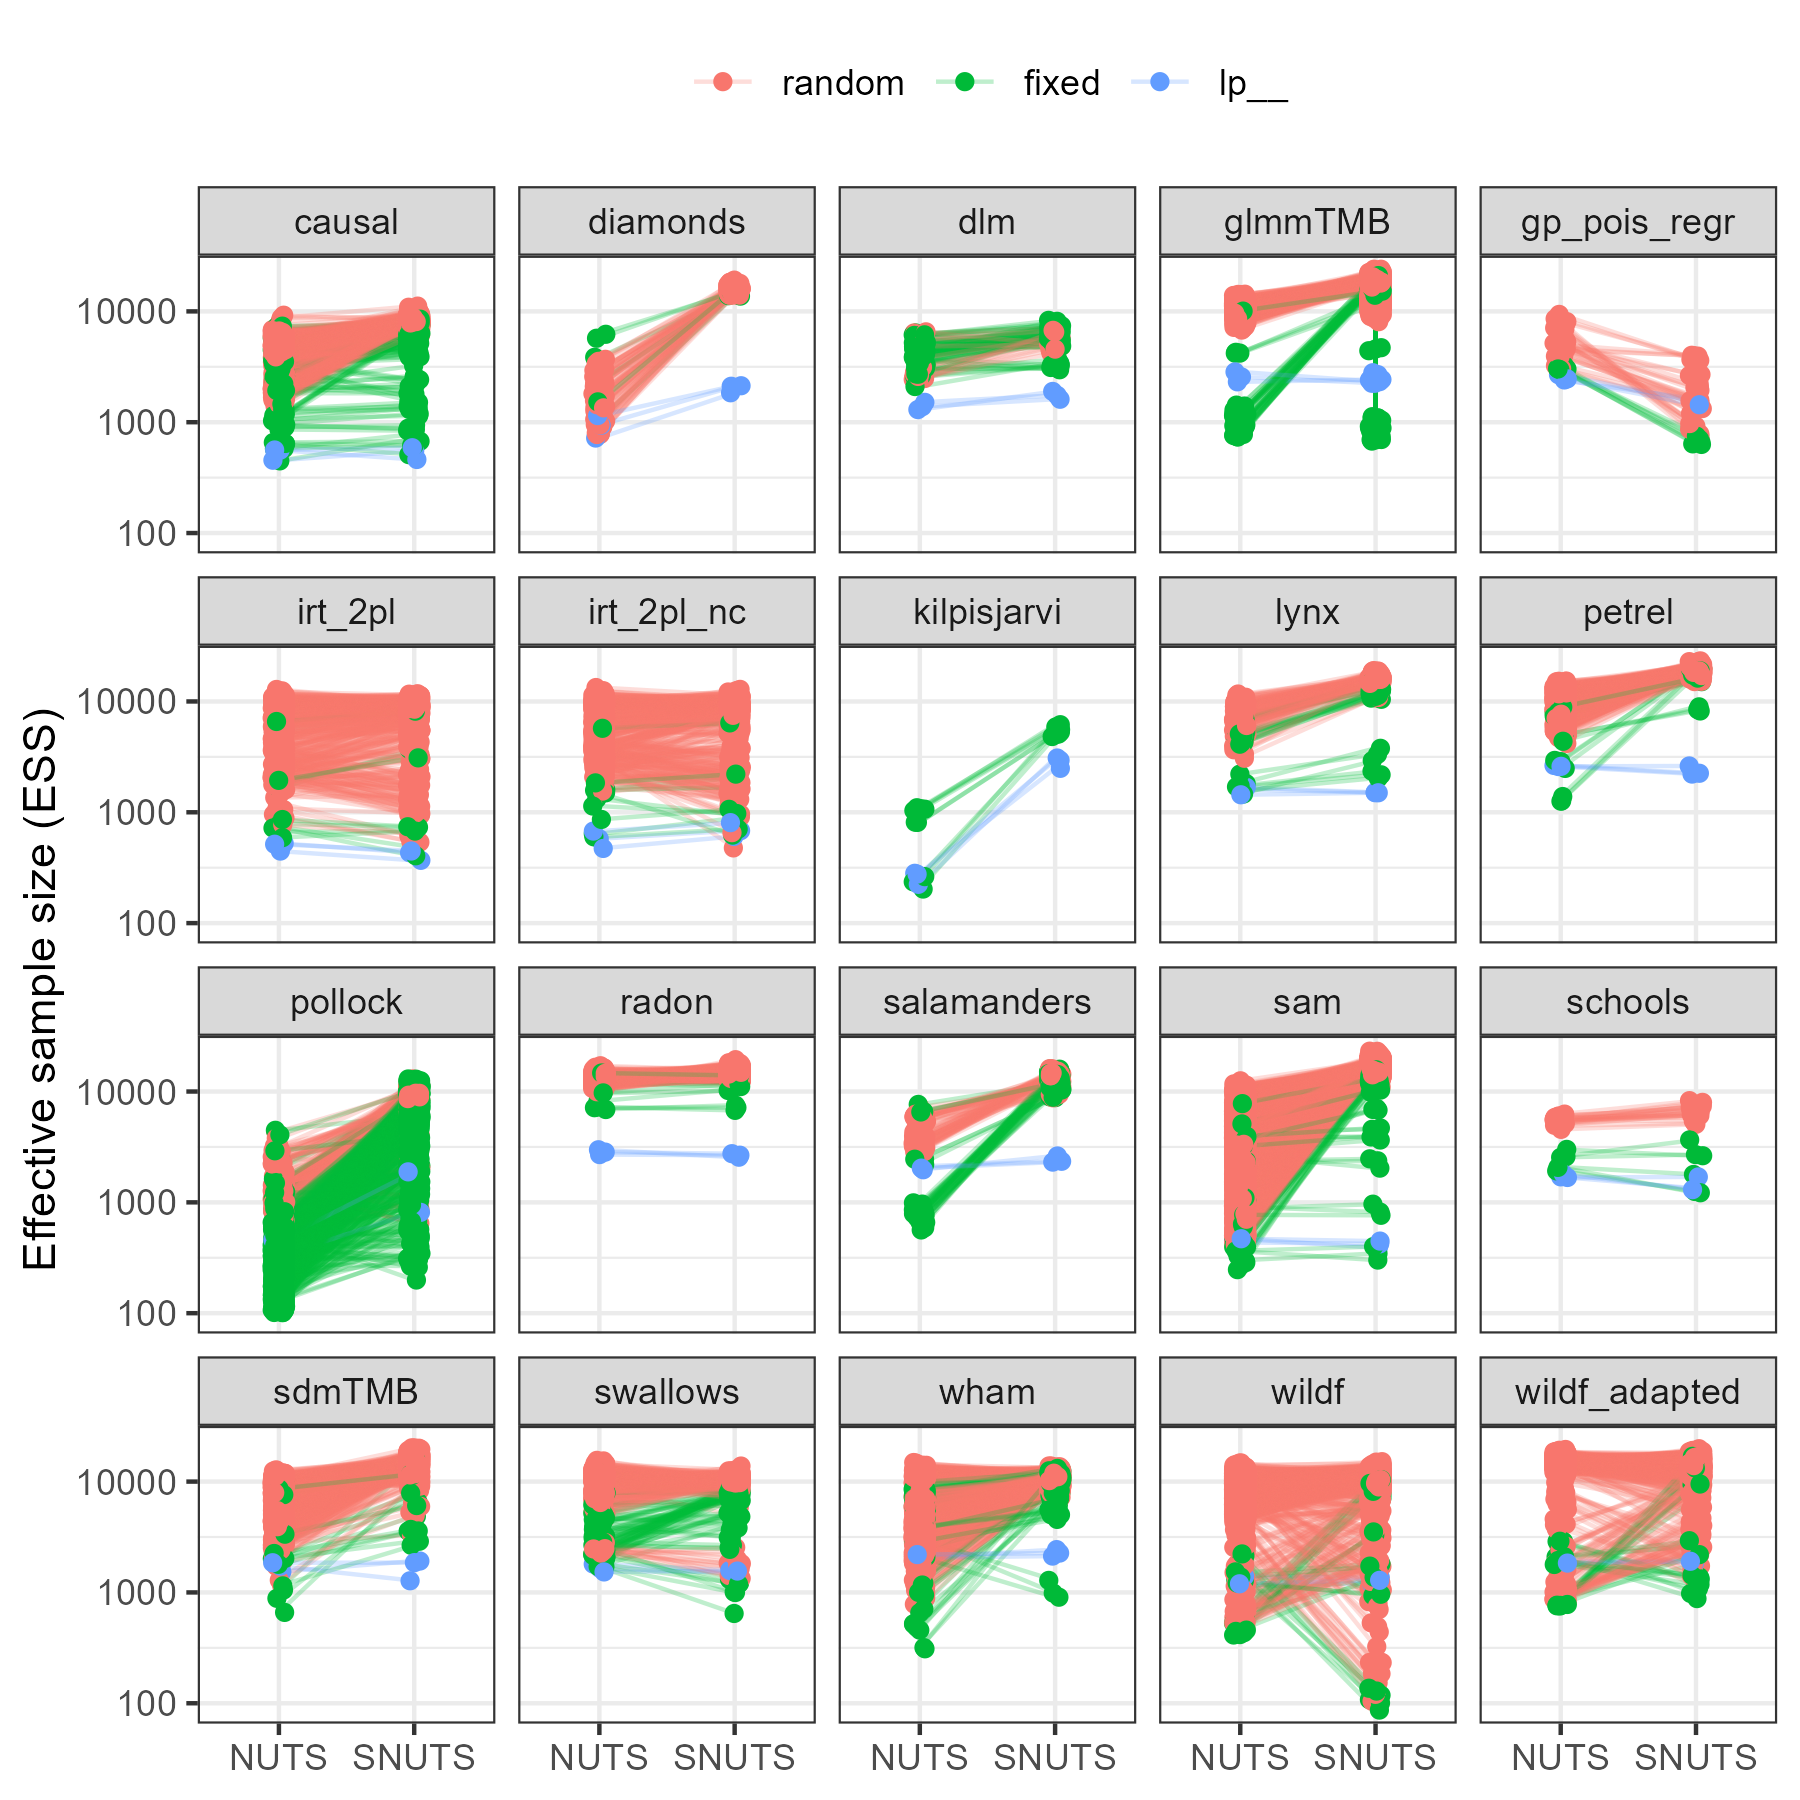 random fixed lp__
causal diamonds dlm glmmTMB gp_pois_regr
10000
1000
100
irt_2pl irt_2pl_nc kilpisjarvi lynx petrel
10000
1000
100
Effective sample size (ESS)
pollock radon salamanders sam schools
10000
1000
100
sdmTMB swallows wham wildf wildf_adapted
10000
1000
100
NUTS SNUTS NUTS SNUTS NUTS SNUTS NUTS SNUTS NUTS SNUTS